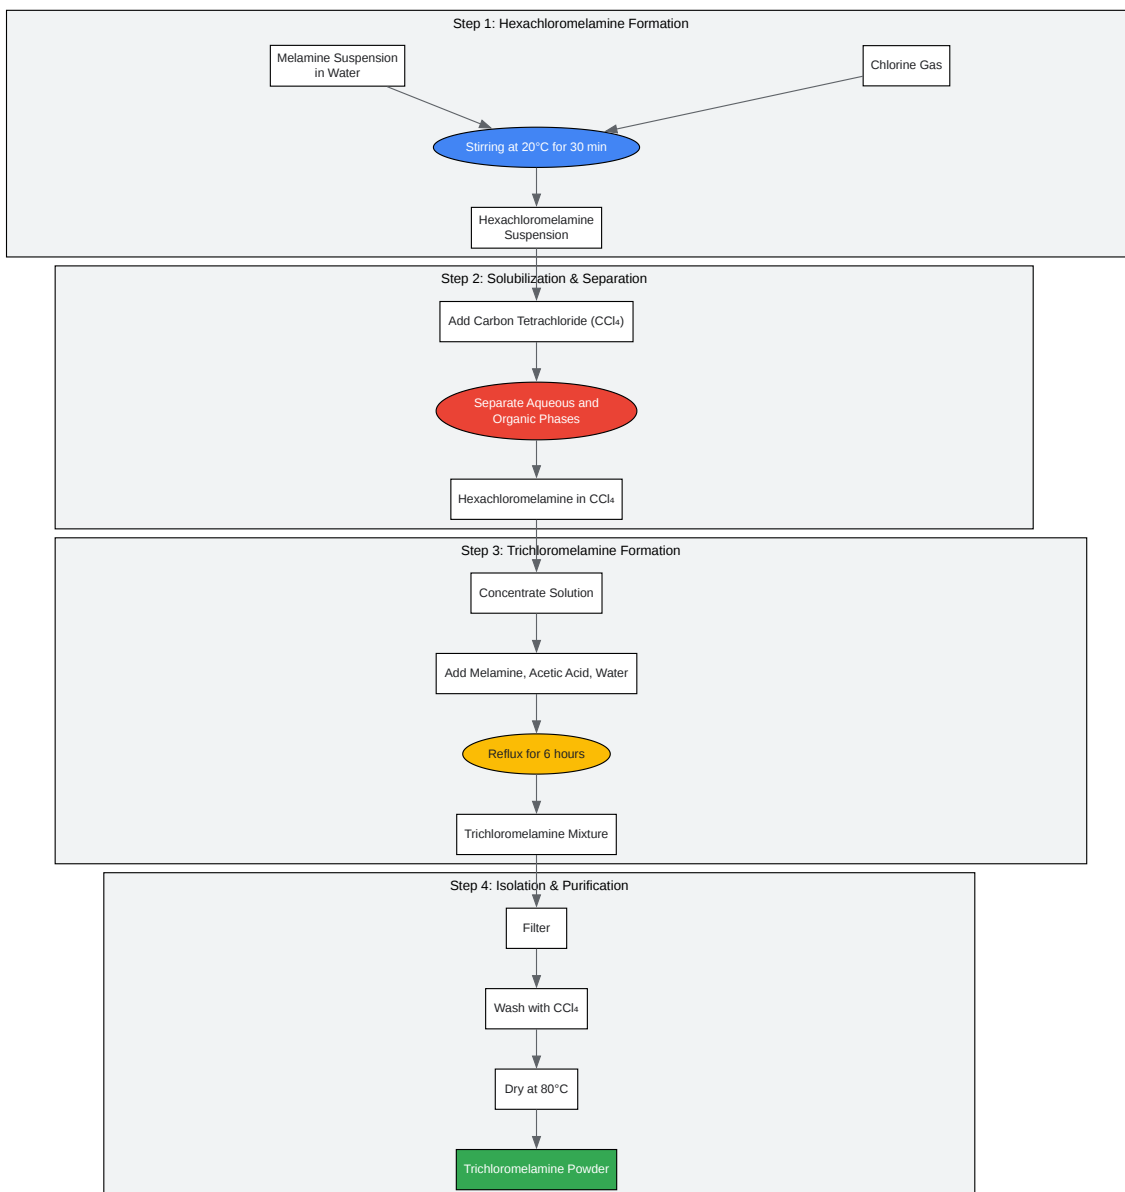 Step 1: Hexachloromelamine Formation
Melamine Suspension
in Water
Chlorine Gas
Stirring at 20°C for 30 min
Hexachloromelamine
Suspension
Step 2: Solubilization & Separation
Add Carbon Tetrachloride (CCl₄)
Separate Aqueous and
Organic Phases
Hexachloromelamine in CCl₄
Step 3: Trichloromelamine Formation
Concentrate Solution
Add Melamine, Acetic Acid, Water
Reflux for 6 hours
Trichloromelamine Mixture
Step 4: Isolation & Purification
Filter
Wash with CCl₄
Dry at 80°C
Trichloromelamine Powder